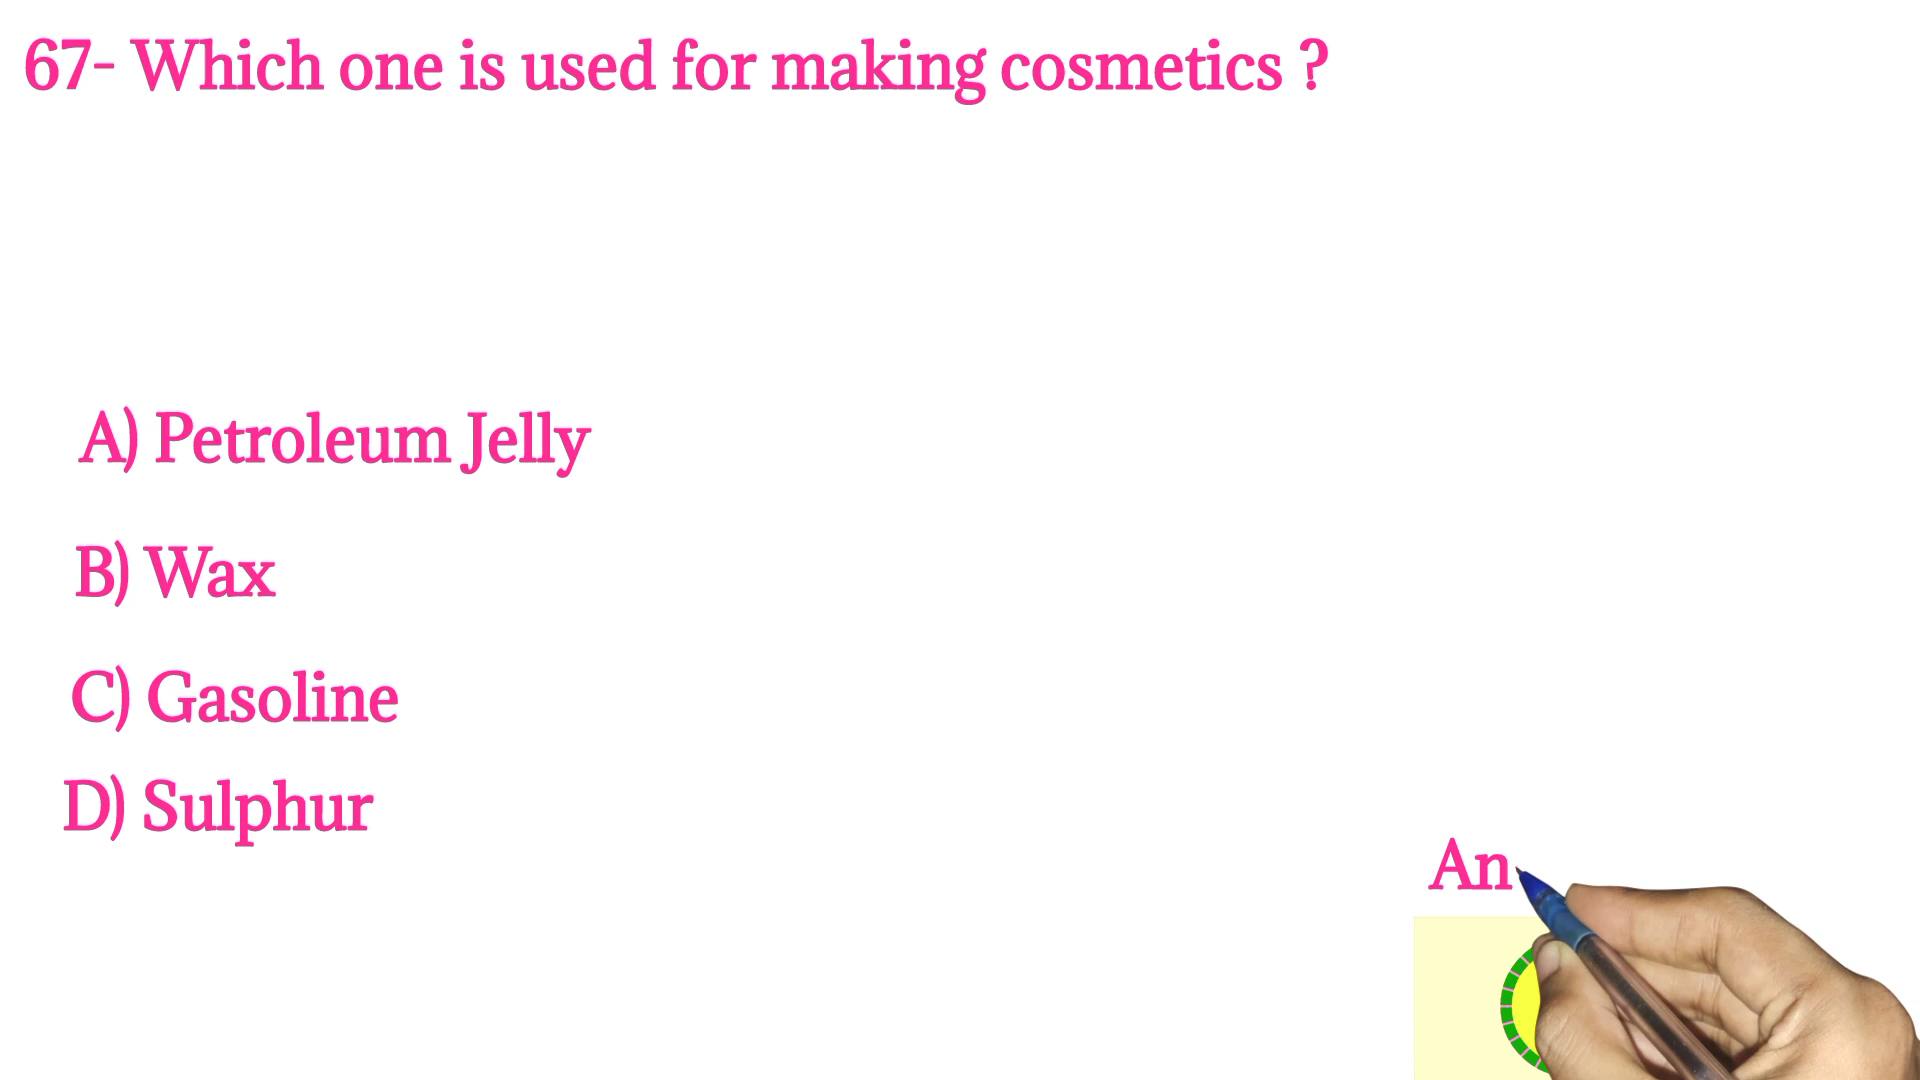 67- Which one is used for making cosmetics ?
A) Petroleum Jelly
B) Wax
C) Gasoline
D) Sulphur
An